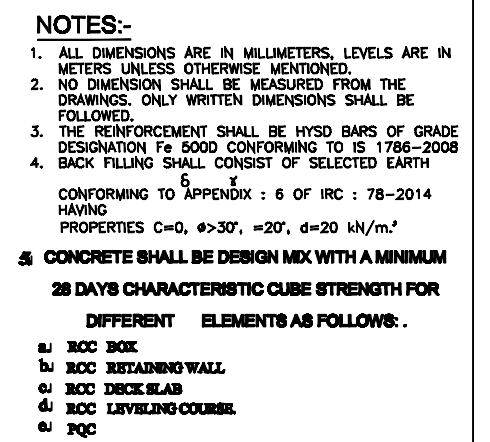 NOTES:-
1. ALL DIMENSIONS ARE IN MILLIMETERS, LEVELS ARE IN
METERS UNLESS OTHERWISE MENTIONED.
2. NO DIMENSION SHALL BE MEASURED FROM THE
DRAWINGS. ONLY WRITTEN DIMENSIONS SHALL BE
FOLLOWED.
3. THE REINFORCEMENT SHALL BE HYSD BARS OF GRADE
DESIGNATION Fe 500D CONFORMING TO IS 1786-2008
4. BACK FILLING SHALL CONSIST OF SELECTED EARTH
δ γ
CONFORMING TO APPENDIX : 6 OF IRC : 78-2014
HAVING
PROPERTIES C=0, ø>30°, =20°, d=20 kN/m.³
5. CONCRETE SHALL BE DESIGN MIX WITH A MINIMUM
28 DAYS CHARACTERISTIC CUBE STRENGTH FOR
DIFFERENT ELEMENTS AS FOLLOWS: .
a.) RCC BOX
b.) RCC RETAINING WALL
c.) RCC DECK SLAB
d.) RCC LEVELING COURSE.
e.) PQC